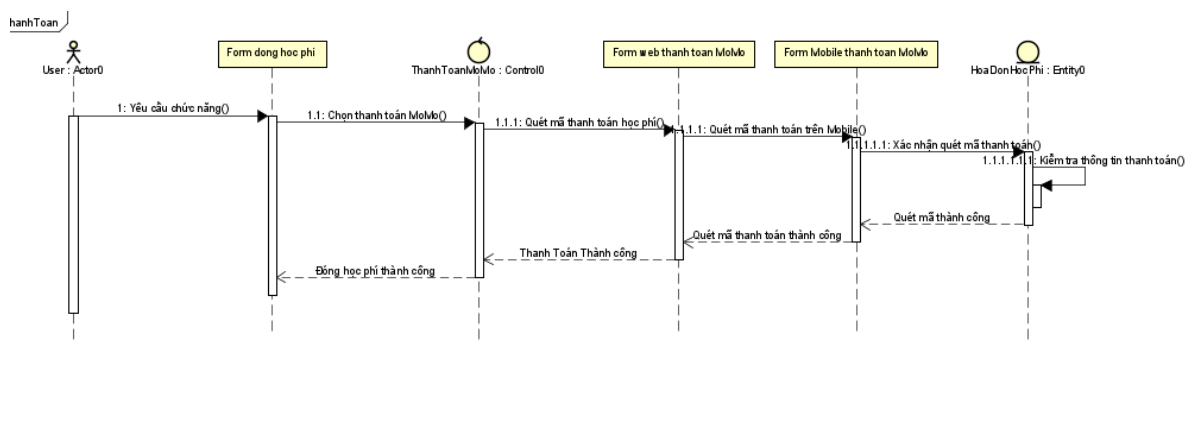 hanhToan
User : Actor0
Form dong hoc phi
ThanhToanMoMo : Control0
Form web thanh toan MoMo
Form Mobile thanh toan MoMo
HoaDonHocPhi : Entity0
1: Yêu cầu chức năng()
1.1: Chọn thanh toán MoMo()
1.1.1: Quét mã thanh toán học phí()
1.1.1.1: Quét mã thanh toán trên Mobile()
1.1.1.1.1: Xác nhận quét mã thanh toán()
1.1.1.1.1.1: Kiểm tra thông tin thanh toán()
Quét mã thành công
Quét mã thanh toán thành công
Thanh Toán Thành công
Đóng học phí thành công